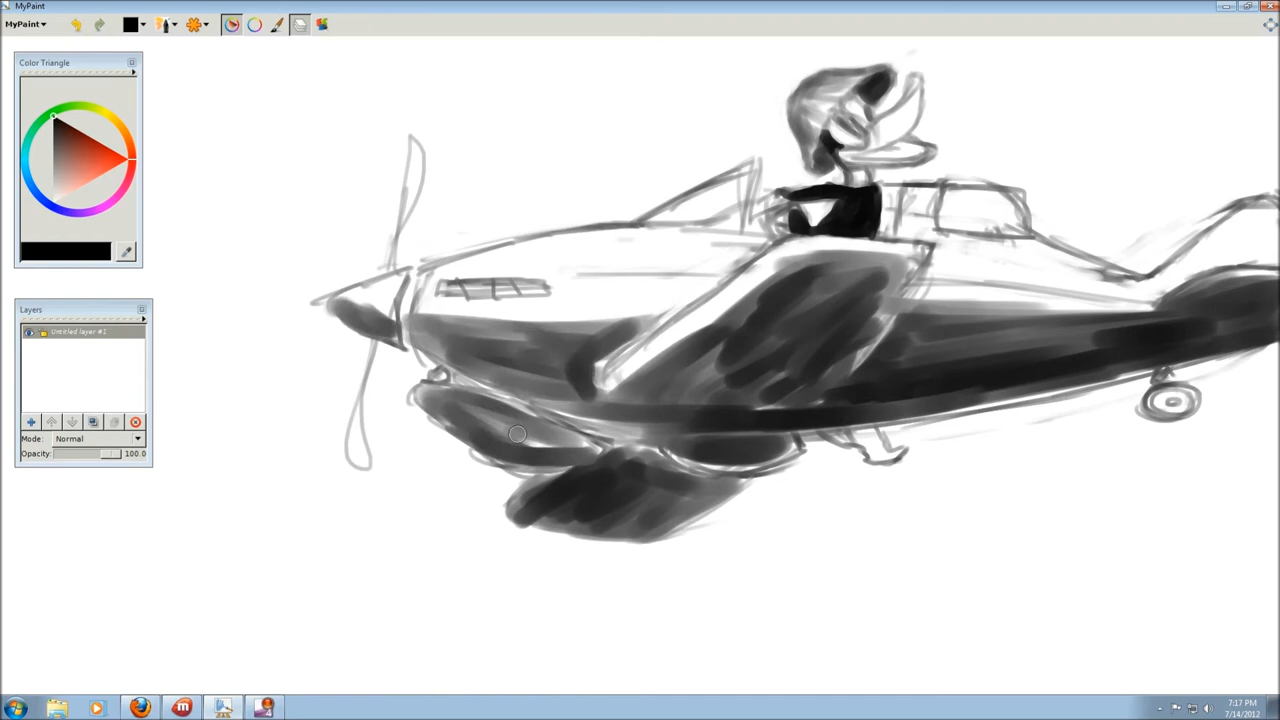 MyPaint
MyPaint
Color Triangle
Layers
Untitled layer #1
Mode: Normal
Opacity: 100.0
7:17 PM
7/14/2012